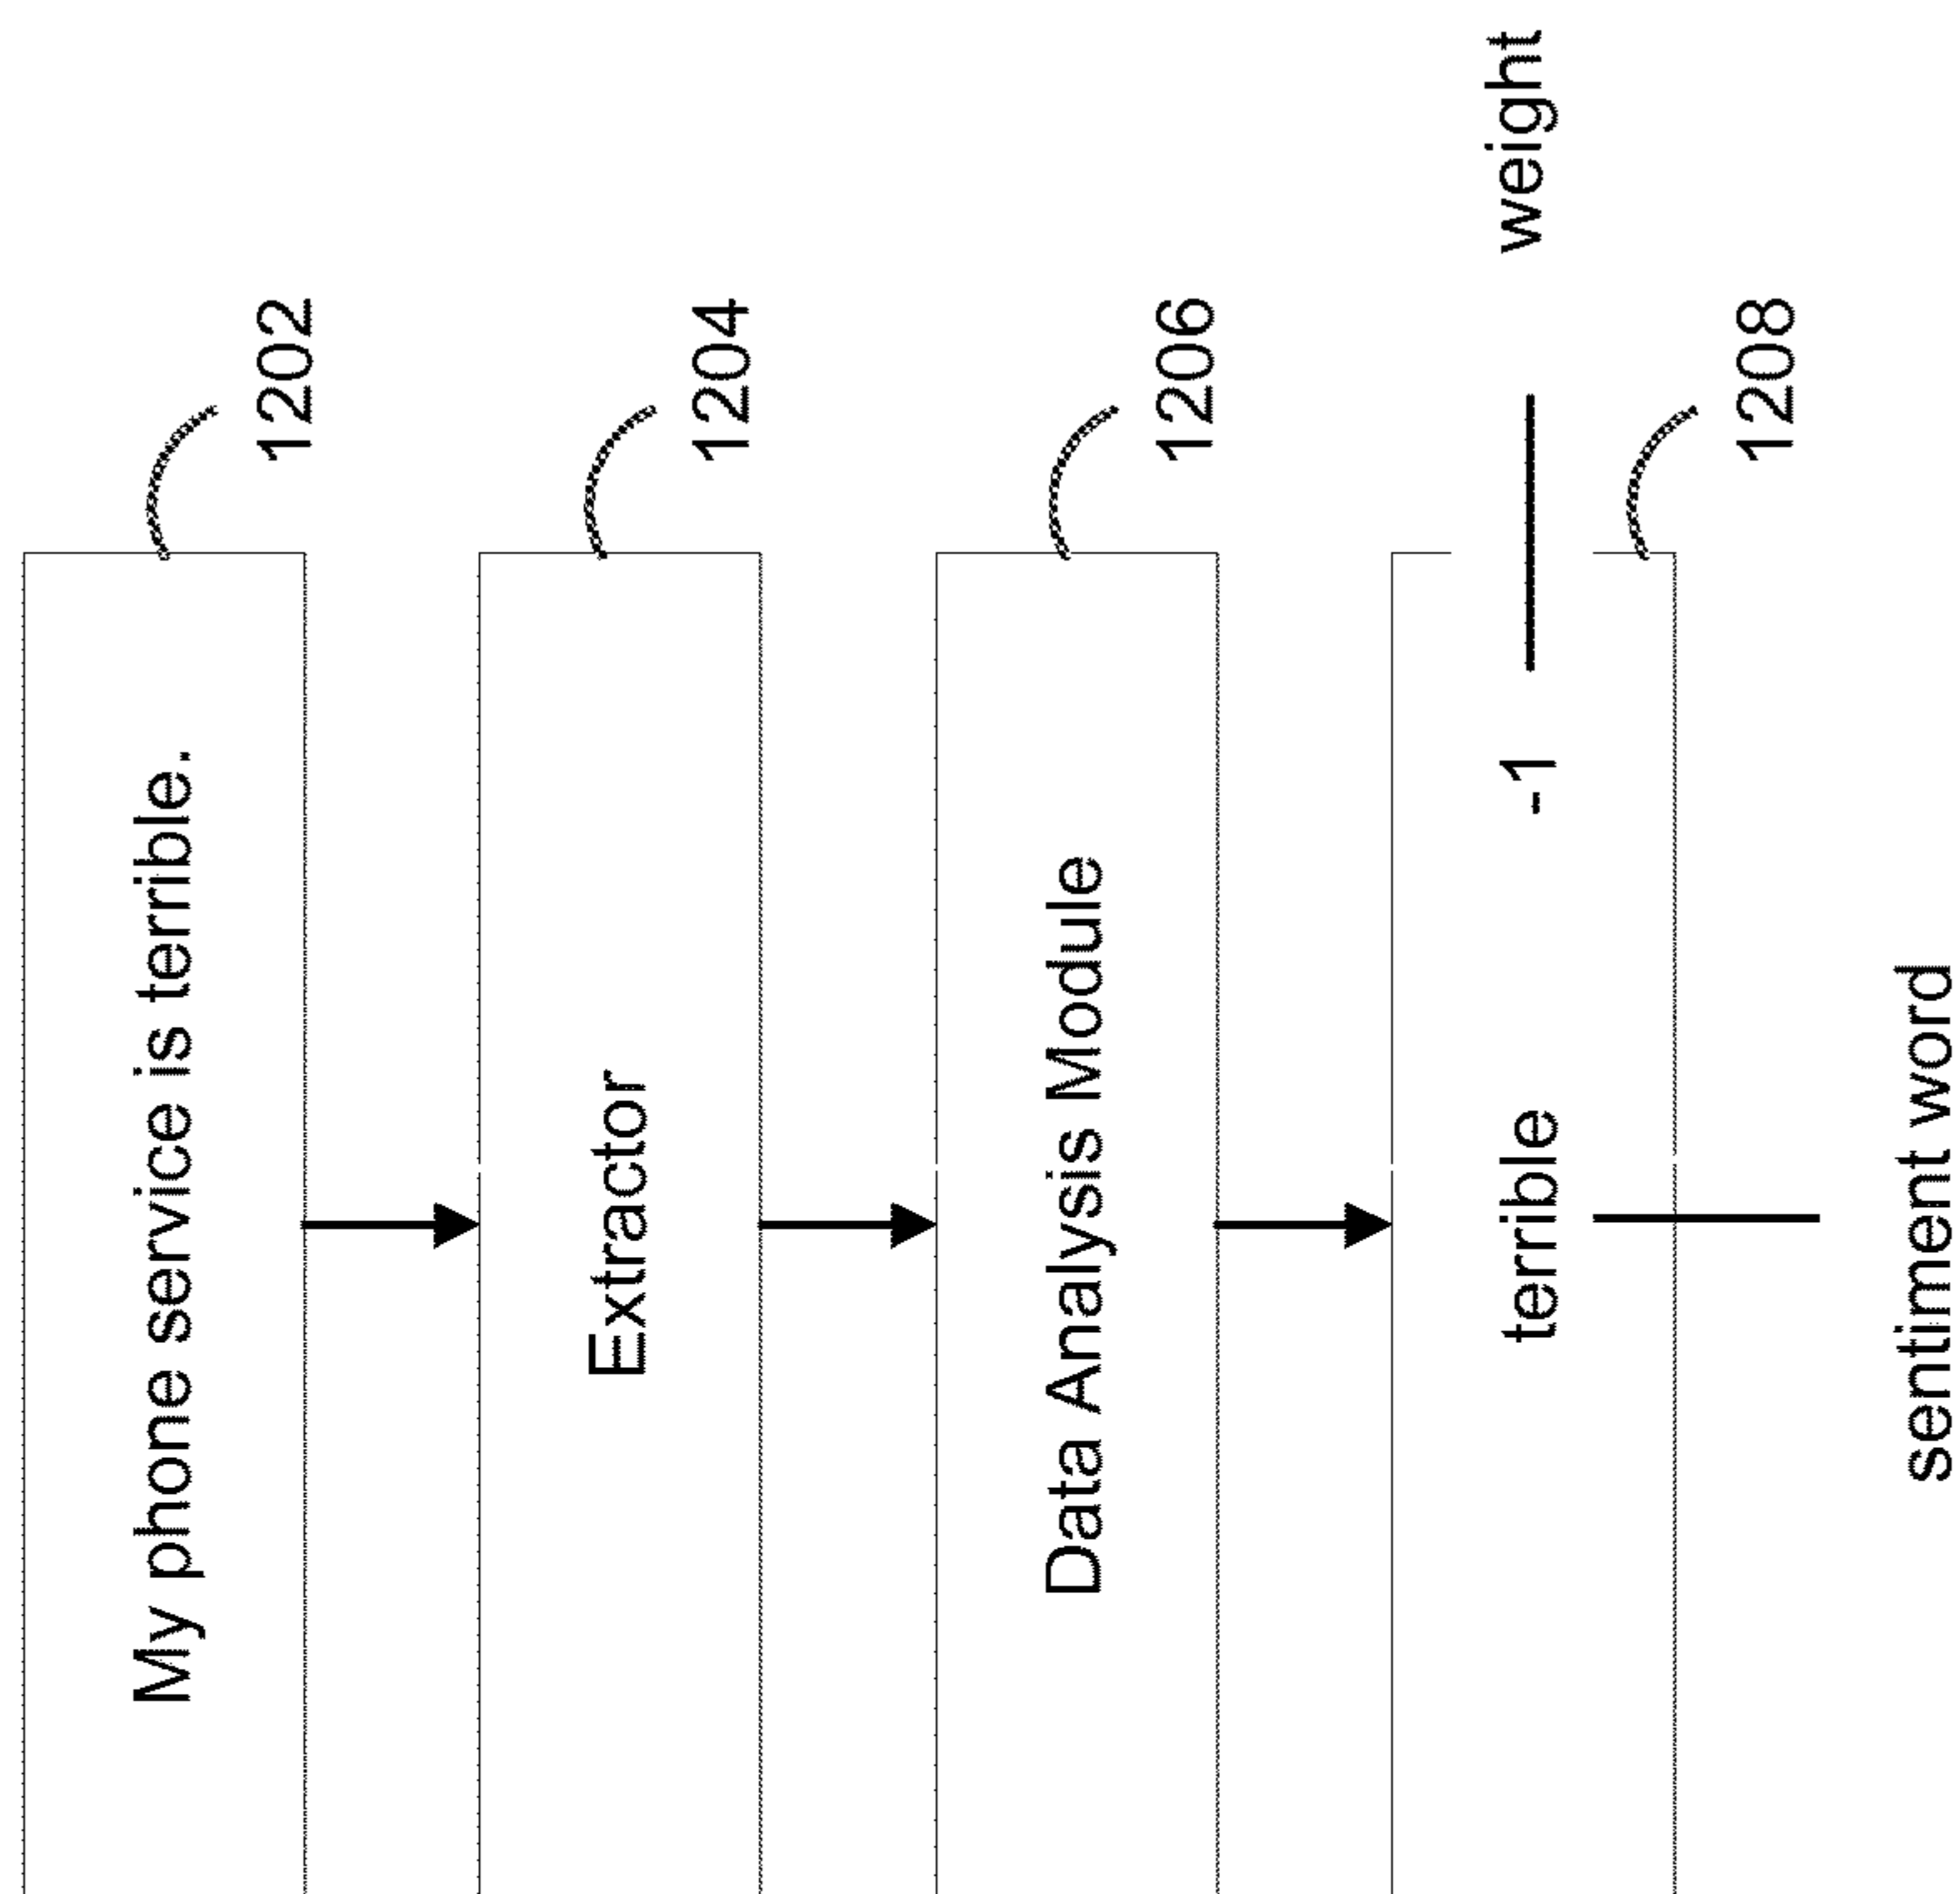 My phone service is terrible.
1202
Extractor
1204
Data Analysis Module
1206
terrible -1 weight
1208
sentiment word